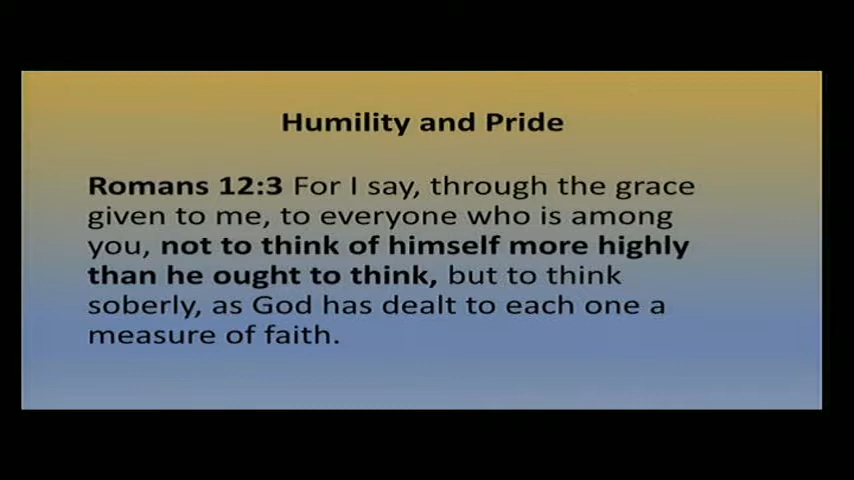 Humility and Pride
Romans 12:3 For I say, through the grace
given to me, to everyone who is among
you, not to think of himself more highly
than he ought to think, but to think
soberly, as God has dealt to each one a
measure of faith.